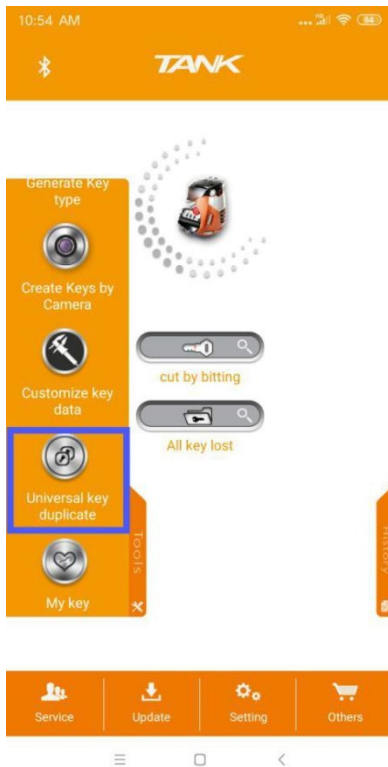 10:54 AM
84
TANK
Generate Key
type
Create Keys by
Camera
cut by bitting
Customize key
data
All key lost
Universal key
duplicate
Tools
History
My key
Service
Update
Setting
Others